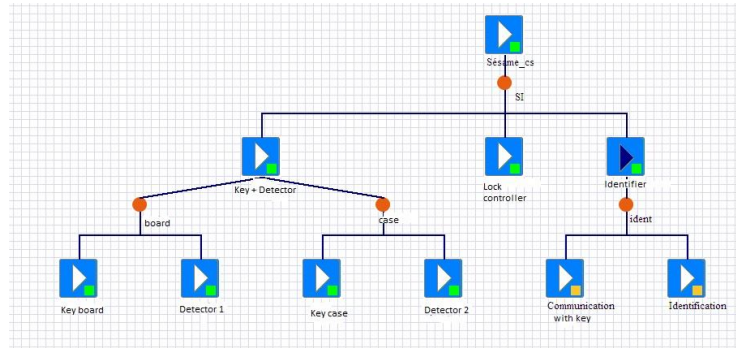 Sésame_cs
SI
Key + Detector
Lock
controller
Identifier
board
case
ident
Key board
Detector 1
Key case
Detector 2
Communication
with key
Identification